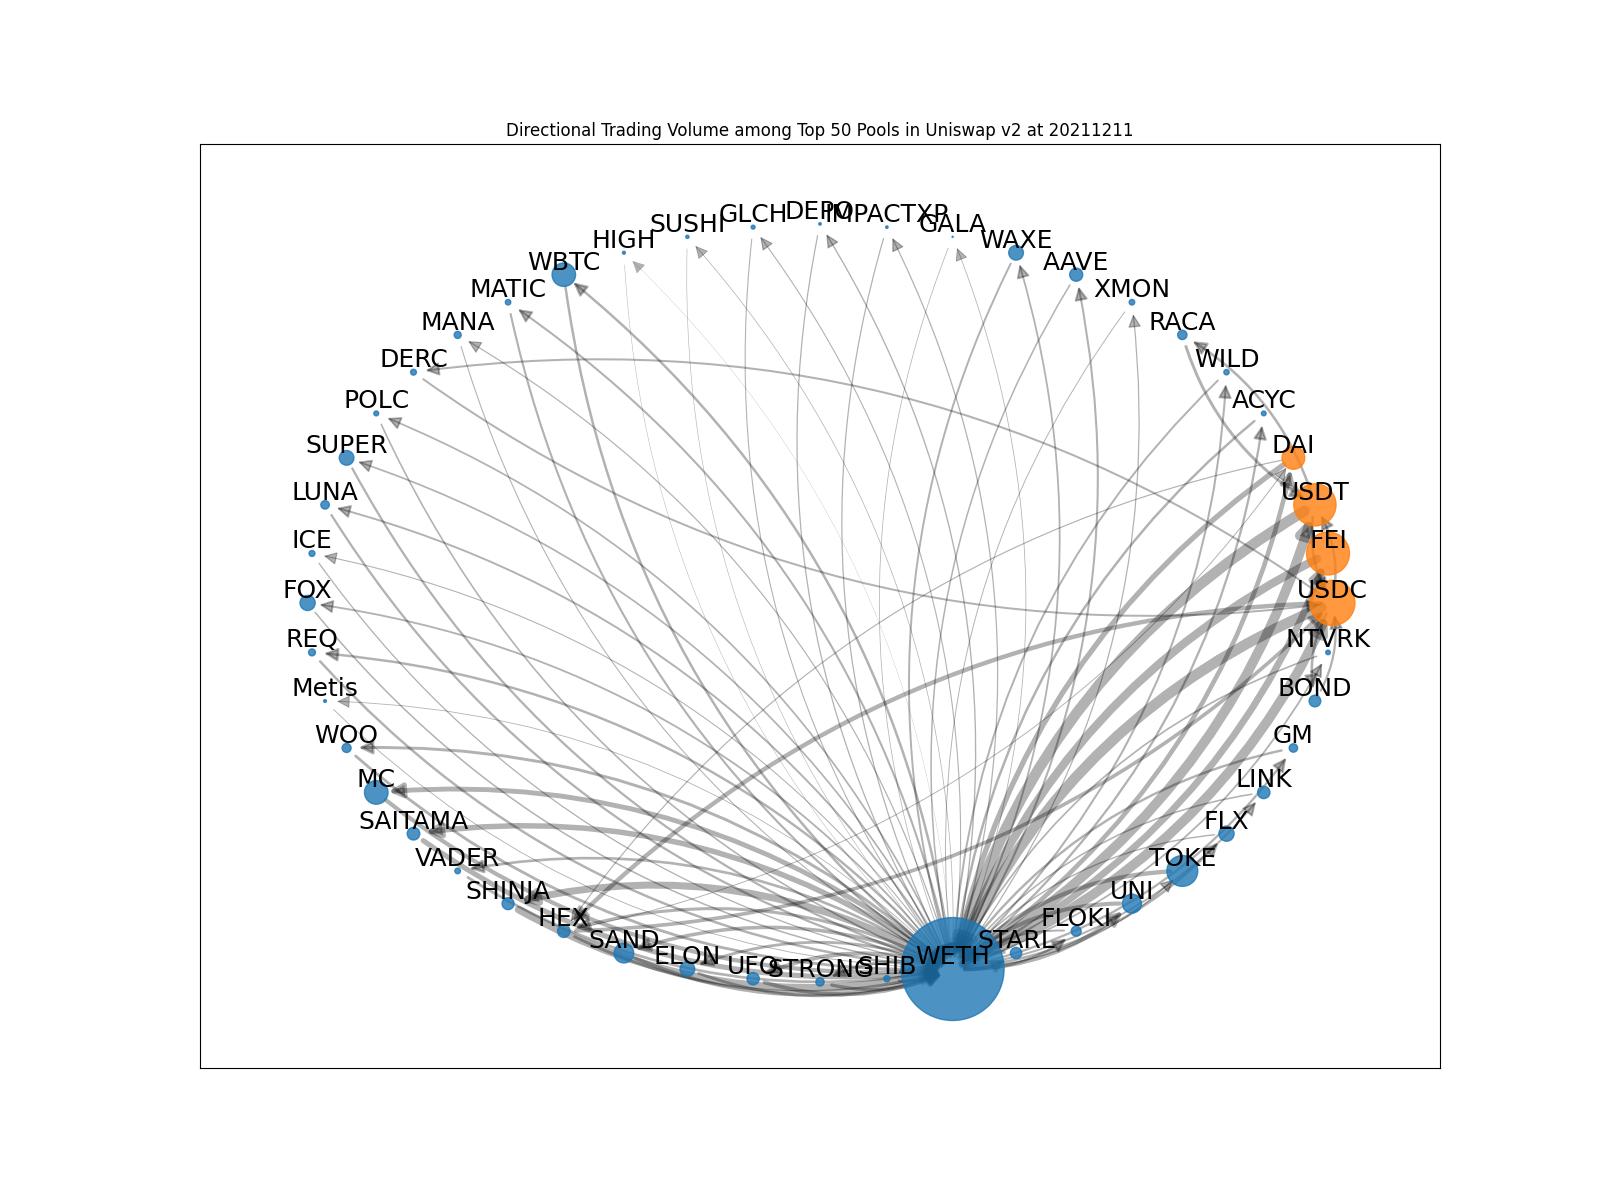 Directional Trading Volume among Top 50 Pools in Uniswap v2 at 20211211
DEPO
IMPACTXP
GLCH
GALA
SUSHI
WAXE
HIGH
AAVE
WBTC
XMON
MATIC
RACA
MANA
WILD
DERC
ACYC
POLC
DAI
SUPER
USDT
LUNA
FEI
ICE
USDC
FOX
NTVRK
REQ
BOND
Metis
GM
WOO
LINK
MC
FLX
SAITAMA
TOKE
VADER
UNI
SHINJA
FLOKI
HEX
STARL
SAND
WETH
ELON
SHIB
UFO
STRONG